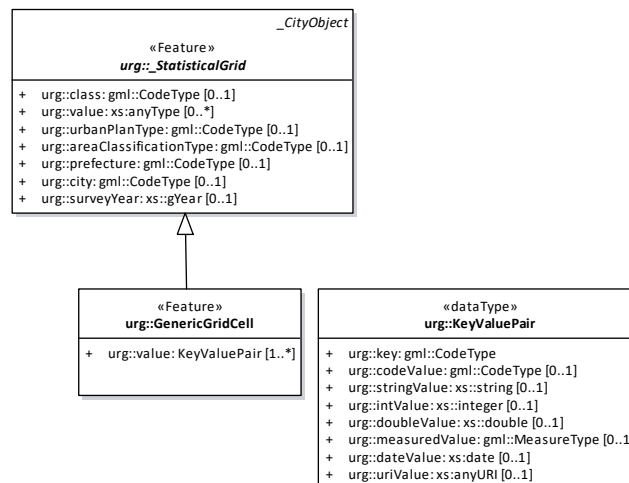 _CityObject
«Feature»
urg::_StatisticalGrid
+ urg::class: gml::CodeType [0..1]
+ urg::value: xs:anyType [0..*]
+ urg::urbanPlanType: gml::CodeType [0..1]
+ urg::areaClassificationType: gml::CodeType [0..1]
+ urg::prefecture: gml::CodeType [0..1]
+ urg::city: gml::CodeType [0..1]
+ urg::surveyYear: xs::gYear [0..1]
«Feature»
urg::GenericGridCell
+ urg::value: KeyValuePair [1..*]
«dataType»
urg::KeyValuePair
+ urg::key: gml::CodeType
+ urg::codeValue: gml::CodeType [0..1]
+ urg::stringValue: xs::string [0..1]
+ urg::intValue: xs::integer [0..1]
+ urg::doubleValue: xs::double [0..1]
+ urg::measuredValue: gml::MeasureType [0..1]
+ urg::dateValue: xs::date [0..1]
+ urg::uriValue: xs::anyURI [0..1]